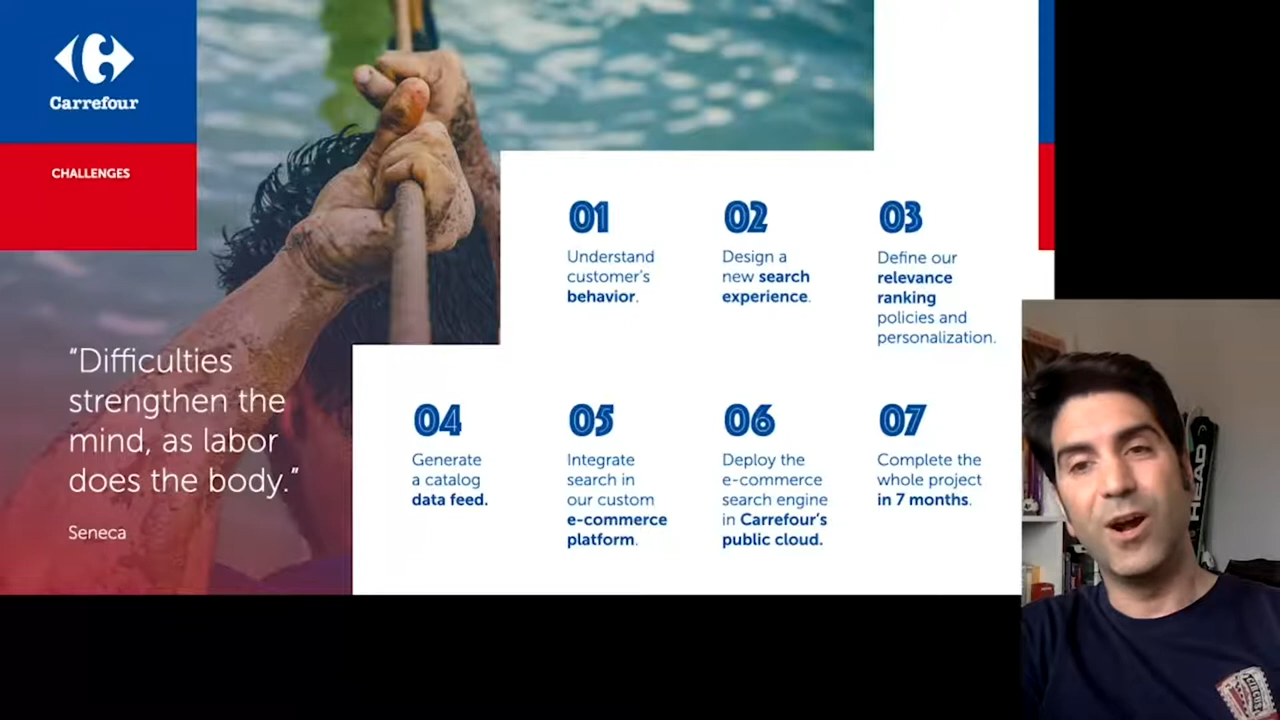 Carrefour
CHALLENGES
“Difficulties
strengthen the
mind, as labor
does the body.”
Seneca
01
Understand
customer’s
behavior.
02
Design a
new search
experience.
03
Define our
relevance
ranking
policies and
personalization.
04
Generate
a catalog
data feed.
05
Integrate
search in
our custom
e-commerce
platform.
06
Deploy the
e-commerce
search engine
in Carrefour’s
public cloud.
07
Complete the
whole project
in 7 months.
HEAD
CIRCUS